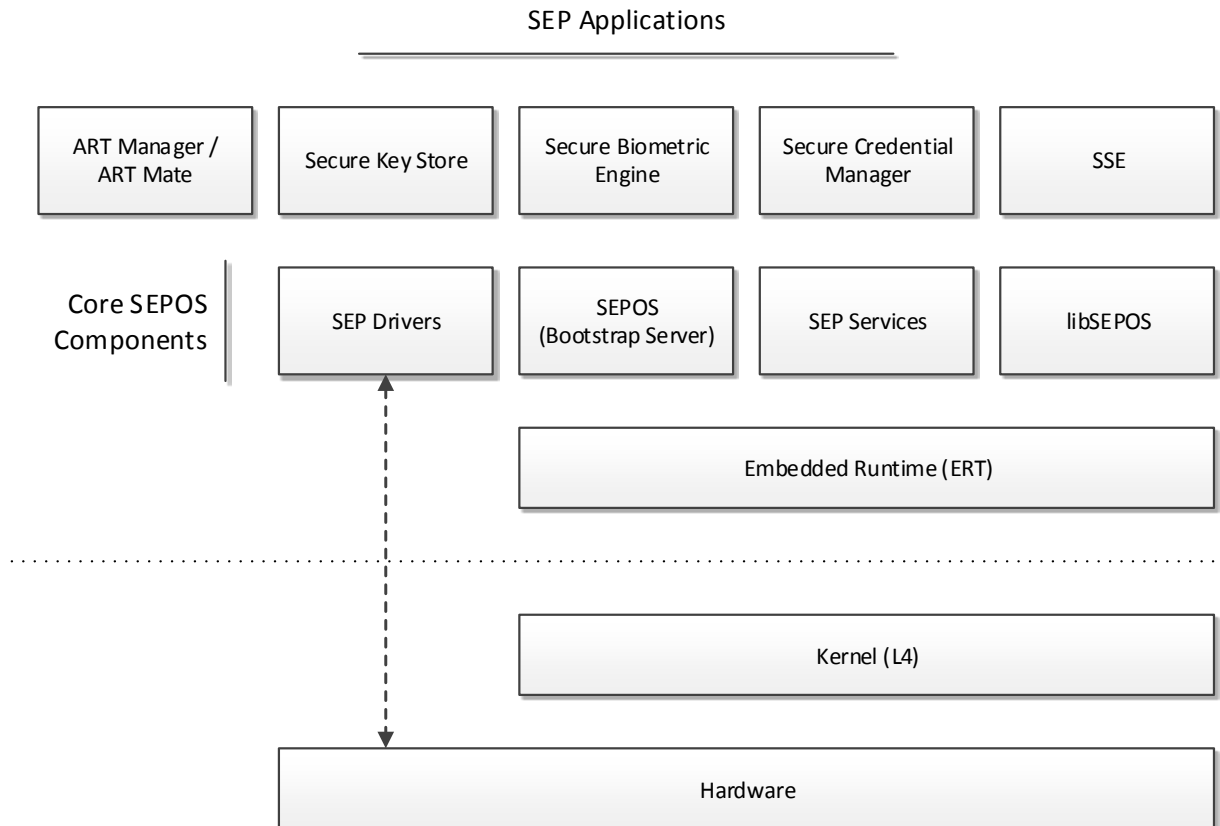 SEP Applications
ART Manager /
ART Mate
Secure Key Store
Secure Biometric
Engine
Secure Credential
Manager
SSE
Core SEPOS
Components
SEP Drivers
SEPOS
(Bootstrap Server)
SEP Services
libSEPOS
Embedded Runtime (ERT)
Kernel (L4)
Hardware